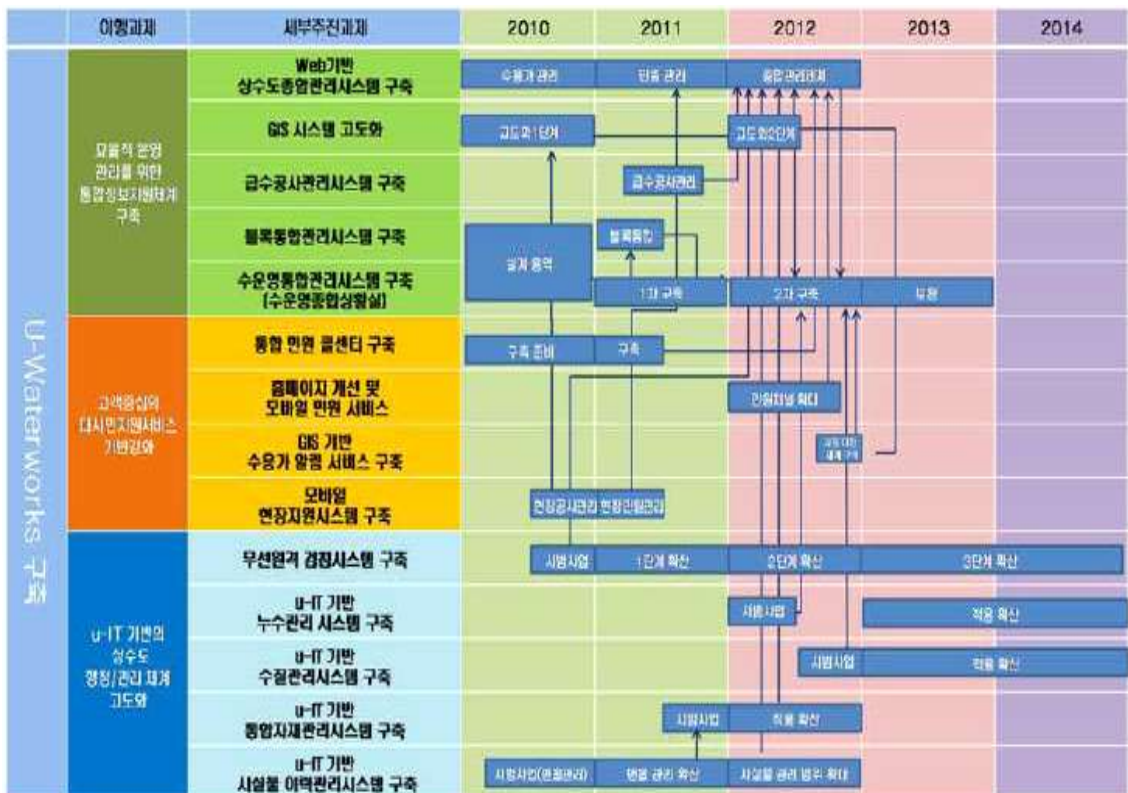 이행과제 세부추진과제 2010 2011 2012 2013 2014
U-Waterworks 구축
효율적 운영
관리를 위한
통합정보지원체계
구축
Web기반
상수도종합관리시스템 구축
수용가 관리 민원 관리 종합관리체계
GIS 시스템 고도화
고도화1단계 고도화2단계
급수공사관리시스템 구축
급수공사관리
블록통합관리시스템 구축
블록통합
설계 용역
수운영통합관리시스템 구축
(수운영종합상황실)
1차 구축 2차 구축 보완
고객중심의
대시민지원서비스
기반강화
통합 민원 콜센터 구축
구축 준비 구축
홈페이지 개선 및
모바일 민원 서비스
민원채널 확대
GIS 기반
수용가 알림 서비스 구축
모바일
현장지원시스템 구축
현장공사관리 현장민원관리
u-IT 기반의
상수도
행정/관리 체계
고도화
무선원격 검침시스템 구축
시범사업 1단계 확산 2단계 확산 3단계 확산
u-IT 기반
누수관리 시스템 구축
시범사업 적용 확산
u-IT 기반
수질관리시스템 구축
시범사업 적용 확산
u-IT 기반
통합자재관리시스템 구축
시범사업 적용 확산
u-IT 기반
시설물 이력관리시스템 구축
시범사업(맨홀관리) 맨홀 관리 확산 시설물 관리 범위 확대